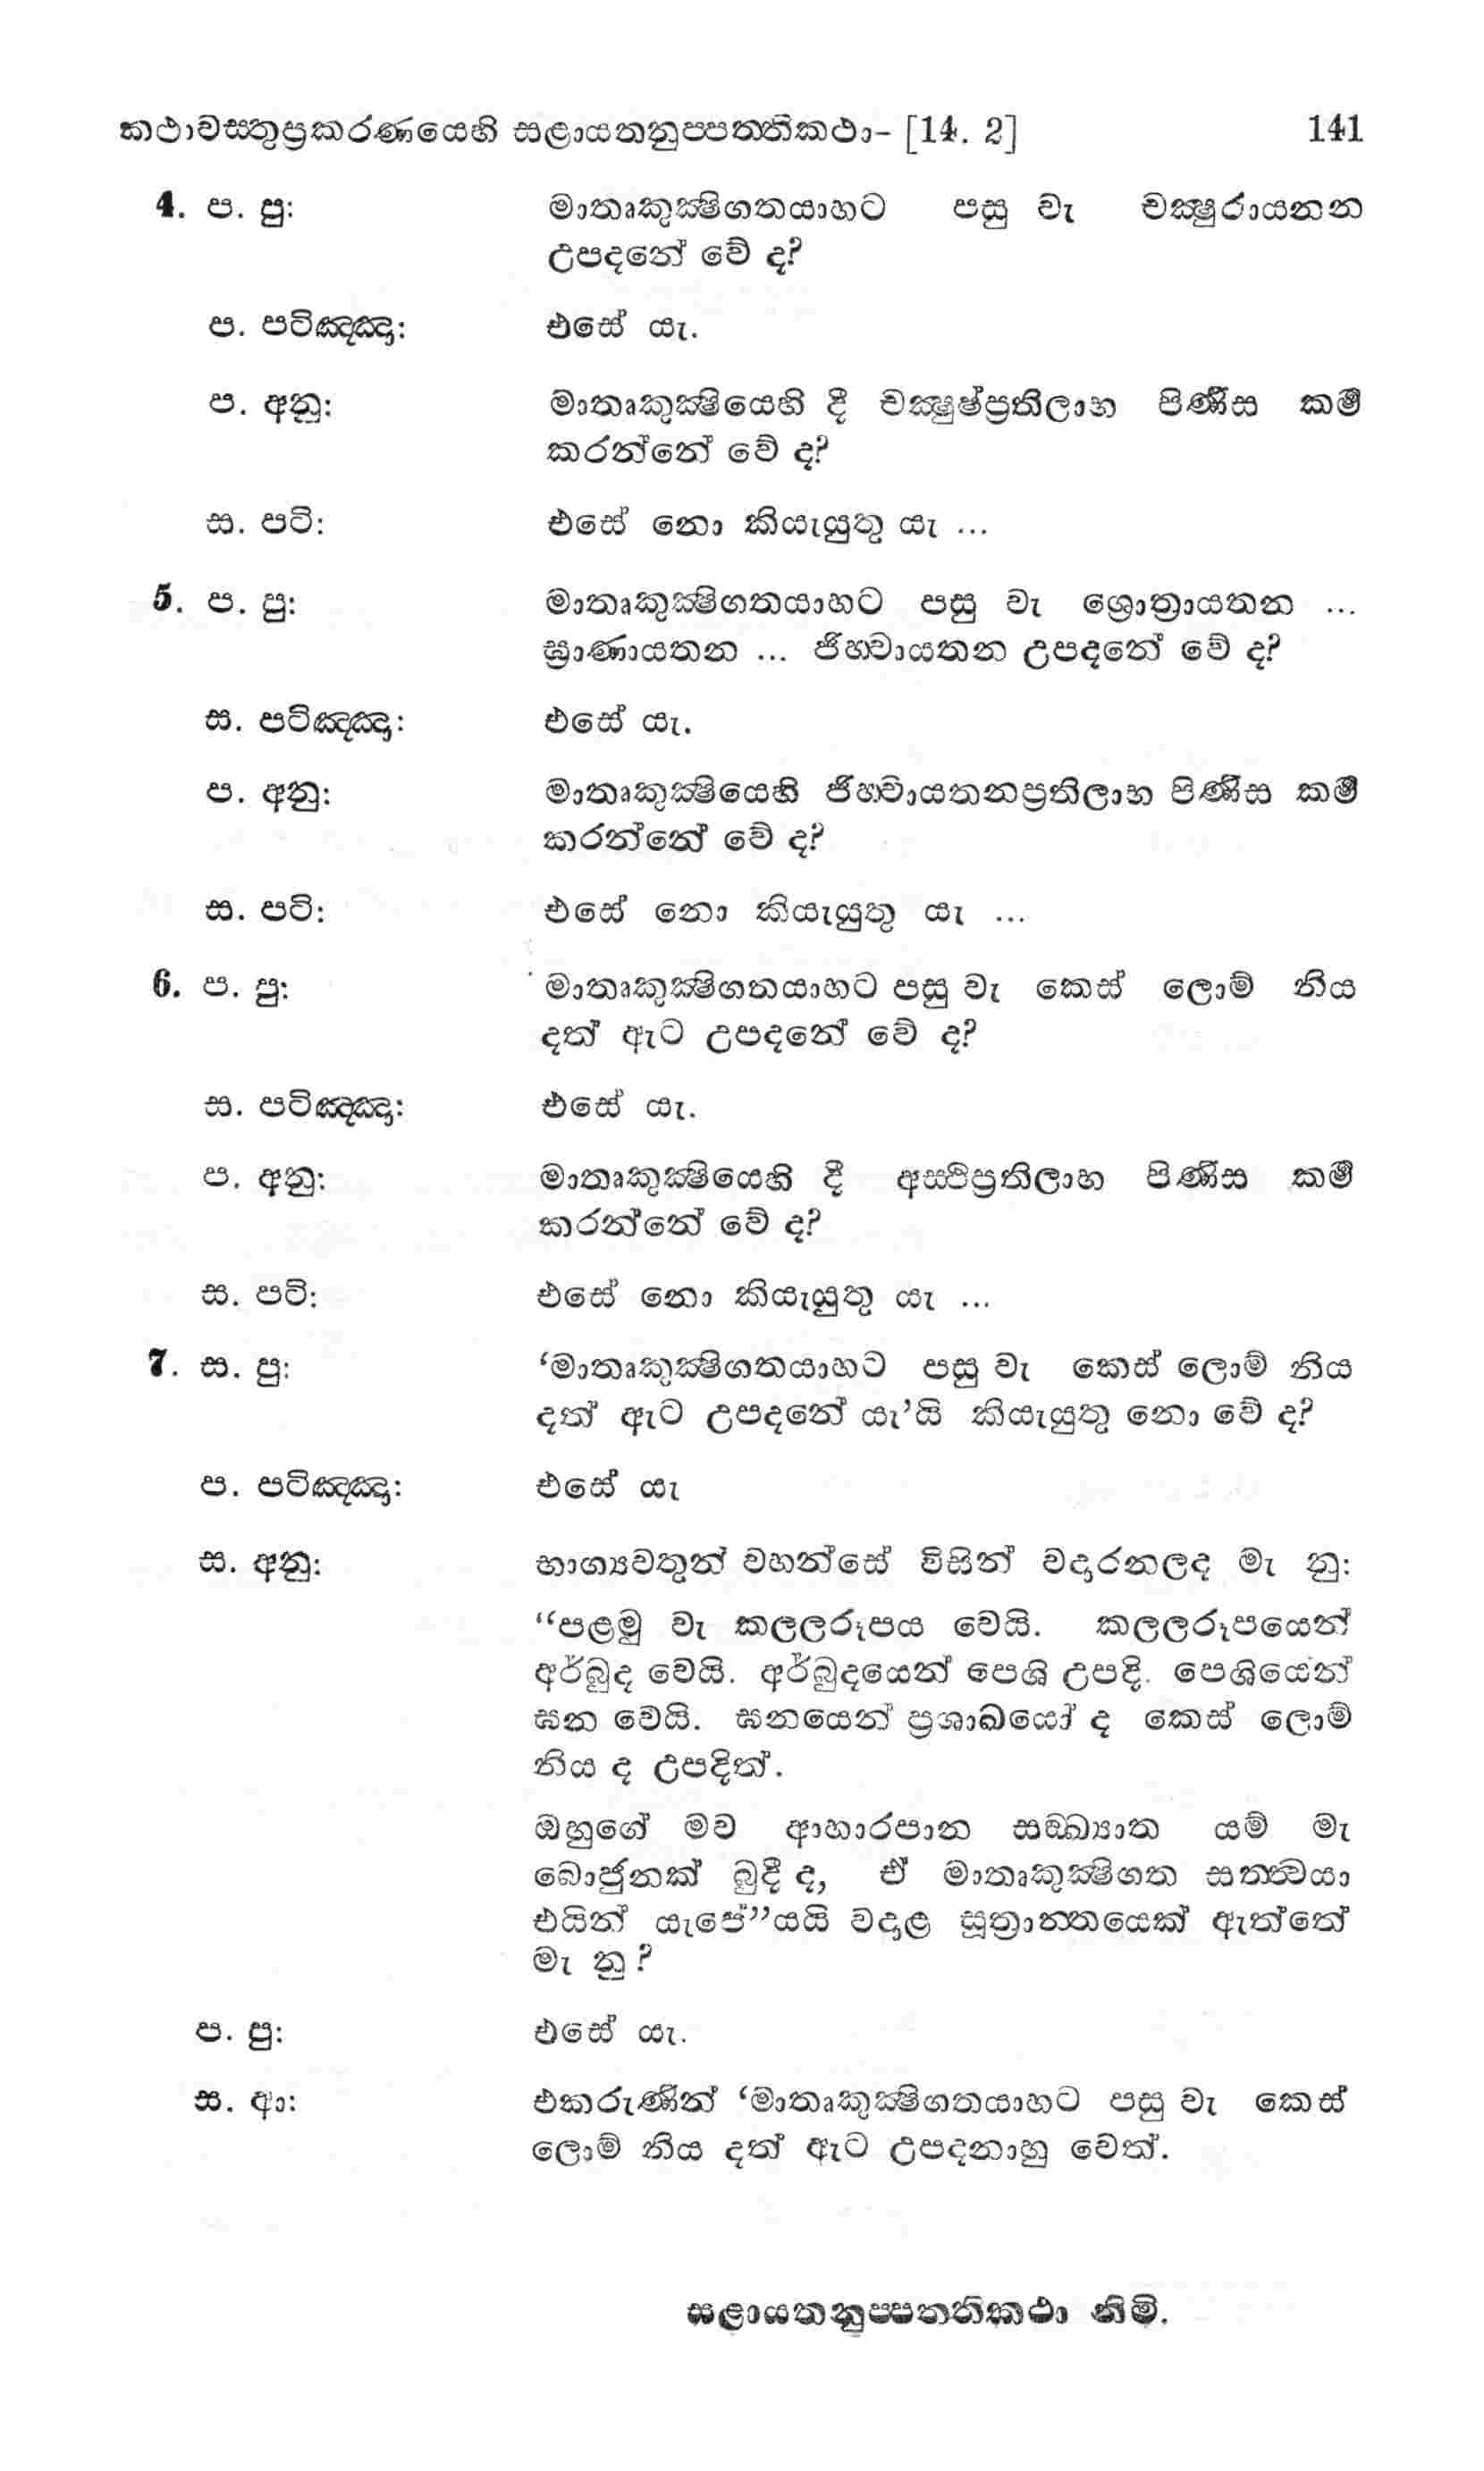 කථාවස්තුප්‍රකරණයෙහි සළායතනුප්පත්තිකථා- [14. 2] 141
4. ප. පු: මාතෘකුක්ෂිගතයාහට පසු වැ චක්ෂුරායනන
උපදනේ වේ ද?
ප. පටිඤ්ඤා: එසේ යැ.
ප. අනු: මාතෘකුක්ෂියෙහි දී චක්ෂුෂ්ප්‍රතිලාභ පිණිස කර්ම
කරන්නේ වේ ද?
ස. පටි: එසේ නො කියැයුතු යැ ...
5. ප. පු: මාතෘකුක්ෂිගතයාහට පසු වැ ශ්‍රොත්‍රායතන ...
ඝ්‍රාණායතන ... ජිහ්වායතන උපදනේ වේ ද?
ස. පටිඤ්ඤා: එසේ යැ.
ප. අනු: මාතෘකුක්ෂියෙහි ජිහ්වායතනප්‍රතිලාභ පිණිස කර්ම
කරන්නේ වේ ද?
ස. පටි: එසේ නො කියැයුතු යැ ...
6. ප. පු: මාතෘකුක්ෂිගතයාහට පසු වැ කෙස් ලොම් නිය
දත් ඇට උපදනේ වේ ද?
ස. පටිඤ්ඤා: එසේ යැ.
ප. අනු: මාතෘකුක්ෂියෙහි දී අස්ථිප්‍රතිලාභ පිණිස කර්ම
කරන්නේ වේ ද?
ස. පටි: එසේ නො කියැයුතු යැ ...
7. ස. පු: ‘මාතෘකුක්ෂිගතයාහට පසු වැ කෙස් ලොම් නිය
දත් ඇට උපදනේ යැ’යි කියැයුතු නො වේ ද?
ප. පටිඤ්ඤා: එසේ යැ
ස. අනු: භාග්‍යවතුන් වහන්සේ විසින් වදාරනලද මැ නු:
“පළමු වැ කලලරූපය වෙයි. කලලරූපයෙන්
අර්බුද වෙයි. අර්බුදයෙන් පෙශි උපදි. පෙශියෙන්
ඝන වෙයි. ඝනයෙන් ප්‍රශාඛයෝ ද කෙස් ලොම්
නිය ද උපදිත්.
ඔහුගේ මව ආහාරපාන සඞ්ඛ්‍යාත යම් මැ
බොජුනක් බුදී ද, ඒ මාතෘකුක්ෂිගත සත්ත්වයා
එයින් යැපේ”යයි වදාළ සූත්‍රාන්තයෙක් ඇත්තේ
මැ නු?
ප. පු: එසේ යැ.
ස. ආ: එකරුණින් ‘මාතෘකුක්ෂිගතයාහට පසු වැ කෙස්
ලොම් නිය දත් ඇට උපදනාහු වෙත්.
සළායතනුප්පත්තිකථා නිමි.